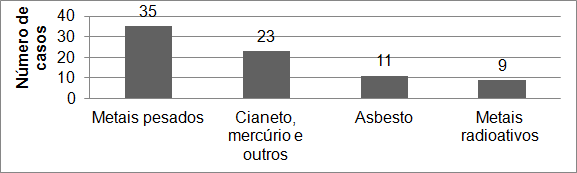 Número de
casos
40
30
20
10
0
35
23
11
9
Metais pesados
Cianeto,
mercúrio e
outros
Asbesto
Metais
radioativos